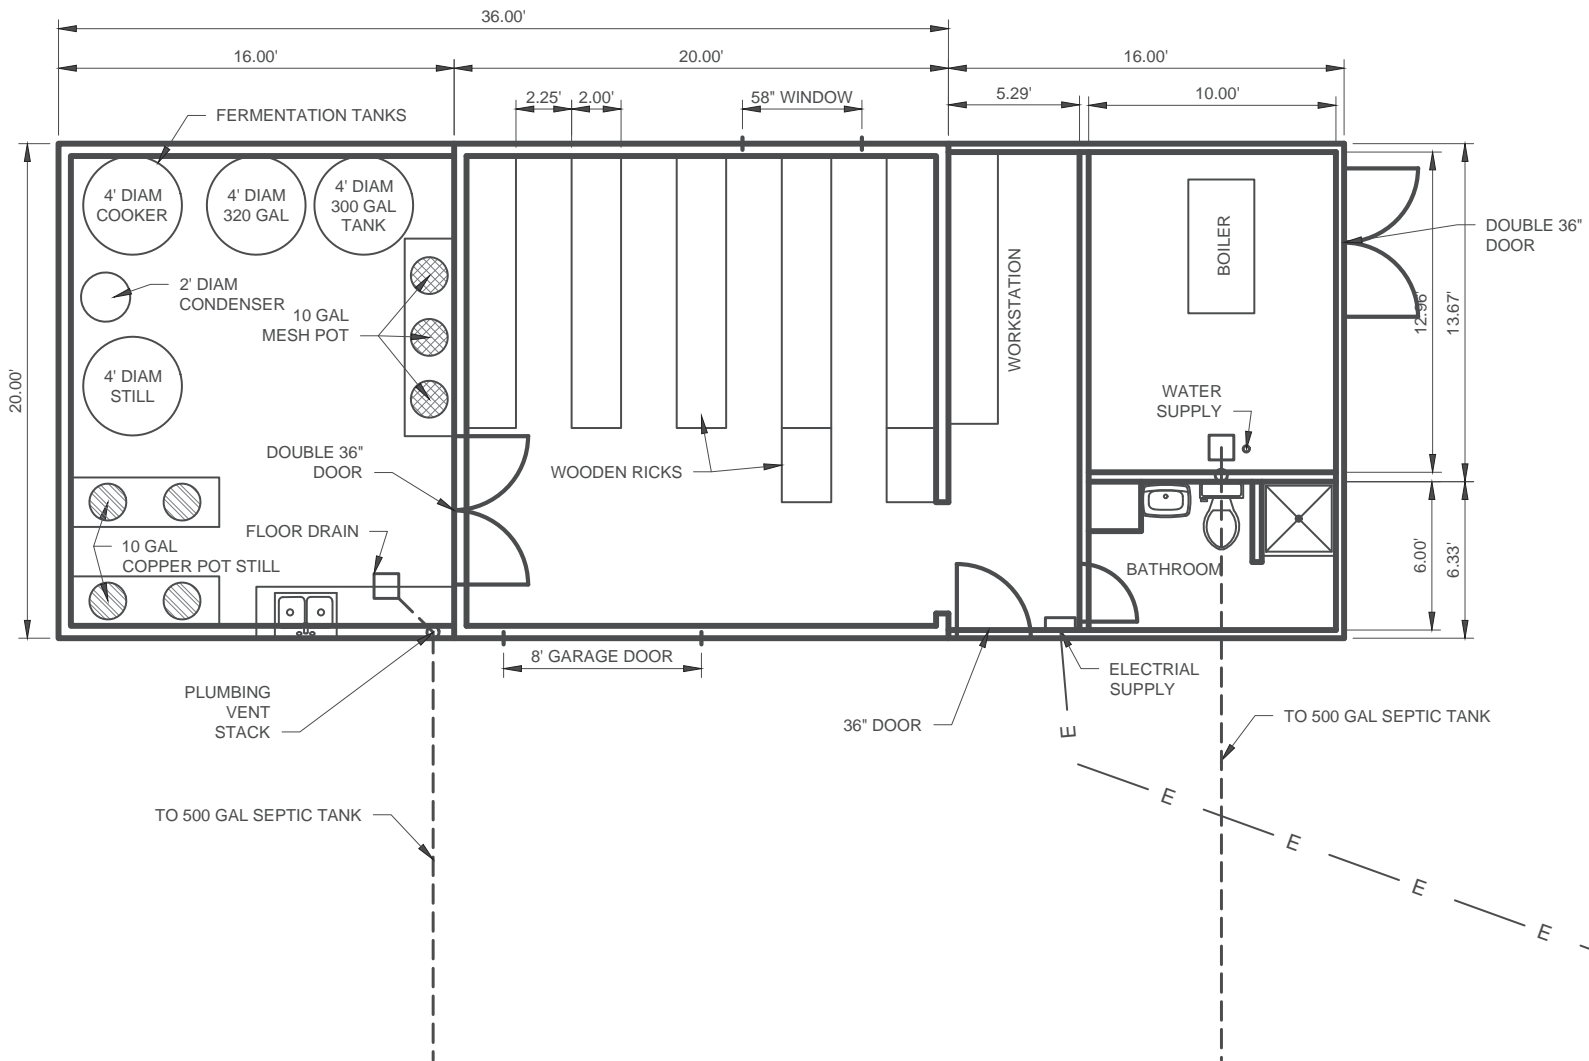 36.00'
16.00'
20.00'
16.00'
2.25'
2.00'
58" WINDOW
5.29'
10.00'
FERMENTATION TANKS
4' DIAM
COOKER
4' DIAM
320 GAL
4' DIAM
300 GAL
TANK
2' DIAM
CONDENSER
10 GAL
MESH POT
4' DIAM
STILL
20.00'
DOUBLE 36"
DOOR
WOODEN RICKS
FLOOR DRAIN
10 GAL
COPPER POT STILL
WORKSTATION
BOILER
WATER
SUPPLY
DOUBLE 36"
DOOR
12.96'
13.67'
6.00'
6.33'
BATHROOM
8' GARAGE DOOR
PLUMBING
VENT
STACK
36" DOOR
ELECTRIAL
SUPPLY
TO 500 GAL SEPTIC TANK
TO 500 GAL SEPTIC TANK
E
E
E
E
E